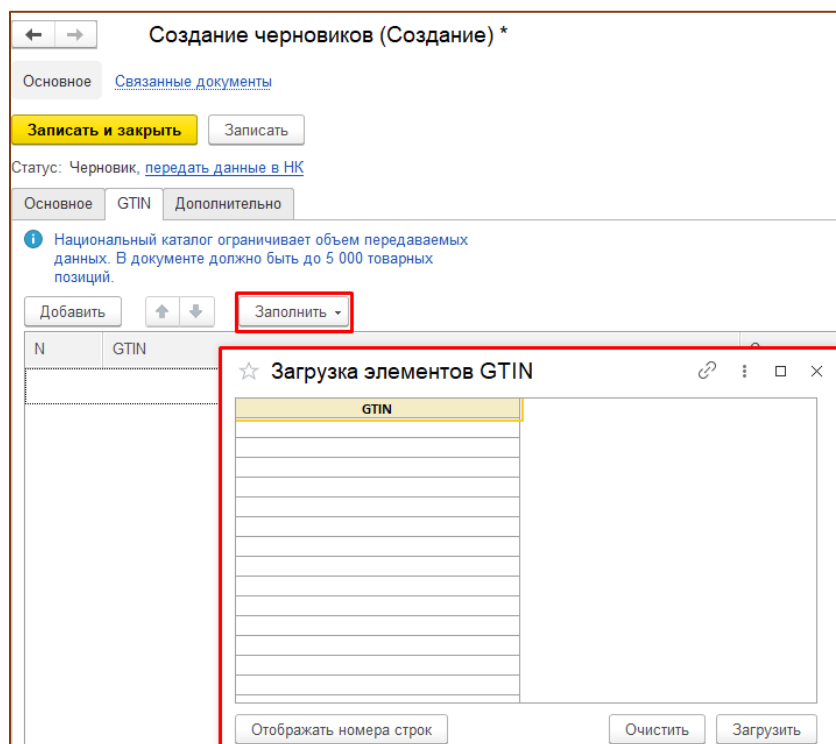 Создание черновиков (Создание) *
Основное Связанные документы
Записать и закрыть Записать
Статус: Черновик, передать данные в НК
Основное GTIN Дополнительно
Национальный каталог ограничивает объем передаваемых
данных. В документе должно быть до 5 000 товарных
позиций.
Добавить Заполнить
N GTIN
Загрузка элементов GTIN
GTIN
Отображать номера строк Очистить Загрузить